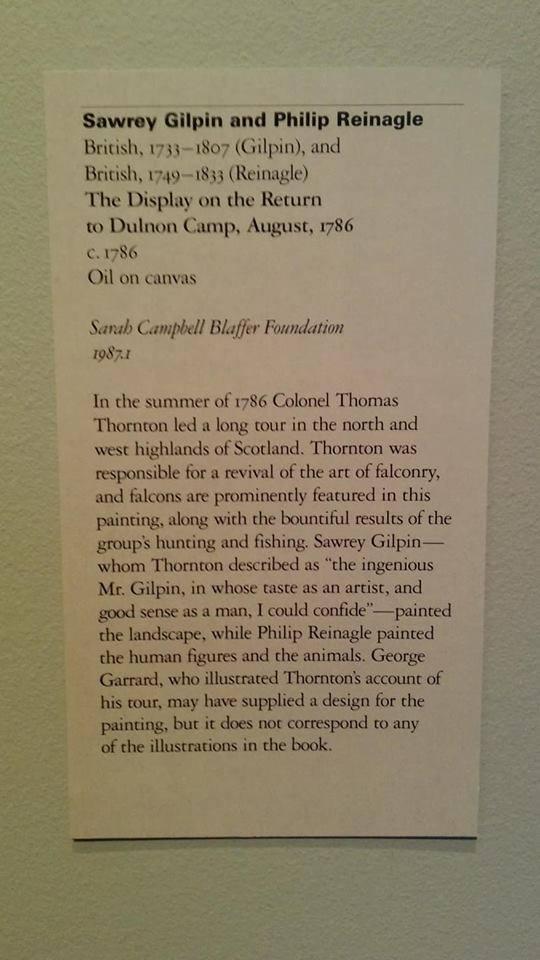 Sawrey Gilpin and Philip Reinagle
British, 1733–1807 (Gilpin), and
British, 1749–1833 (Reinagle)
The Display on the Return
to Dulnon Camp, August, 1786
c. 1786
Oil on canvas
Sarah Campbell Blaffer Foundation
1987.1
In the summer of 1786 Colonel Thomas
Thornton led a long tour in the north and
west highlands of Scotland. Thornton was
responsible for a revival of the art of falconry,
and falcons are prominently featured in this
painting, along with the bountiful results of the
group's hunting and fishing. Sawrey Gilpin—
whom Thornton described as "the ingenious
Mr. Gilpin, in whose taste as an artist, and
good sense as a man, I could confide"—painted
the landscape, while Philip Reinagle painted
the human figures and the animals. George
Garrard, who illustrated Thornton's account of
his tour, may have supplied a design for the
painting, but it does not correspond to any
of the illustrations in the book.